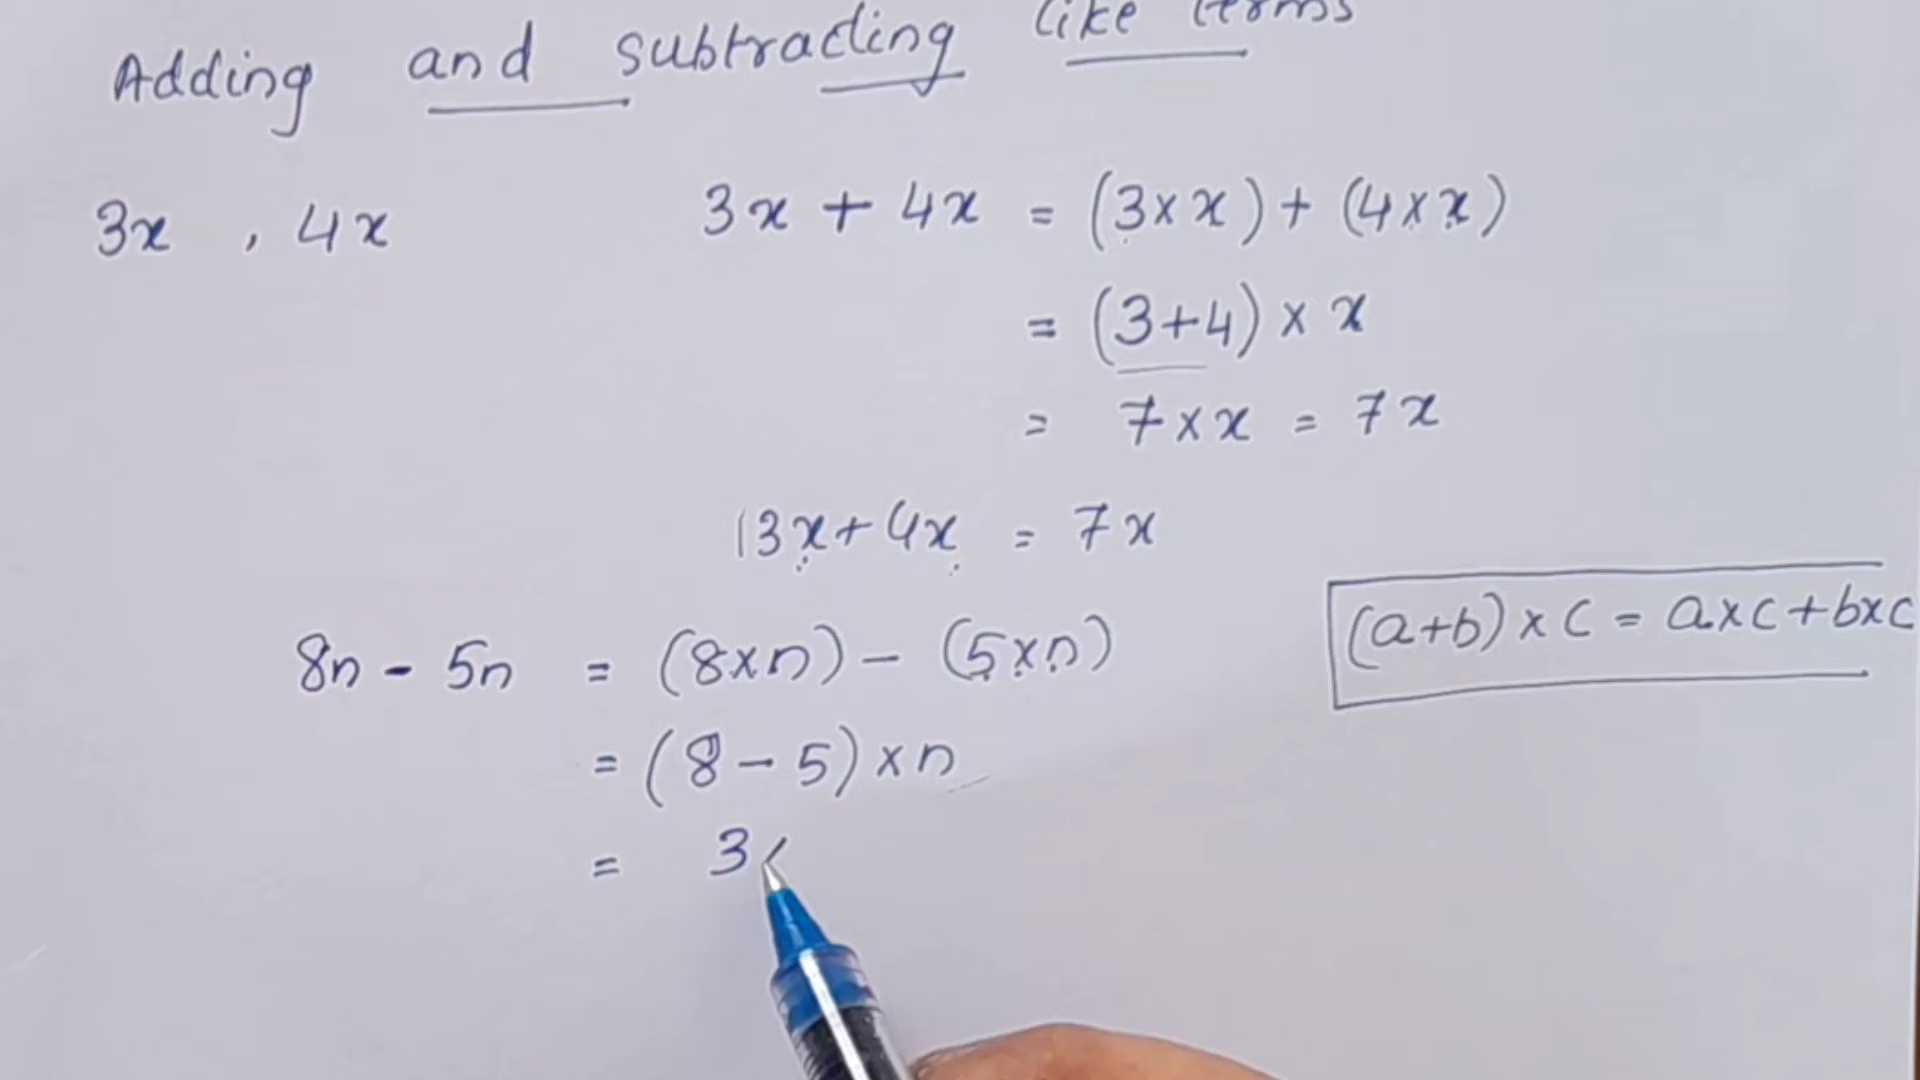 Adding and subtracting like terms
3x , 4x 3x + 4x = (3×x) + (4×x)
= (3+4) × x
= 7×x = 7x
3x+4x = 7x
8n - 5n = (8×n) - (5×n)
(a+b) × c = a×c + b×c
= (8 - 5) × n
= 3